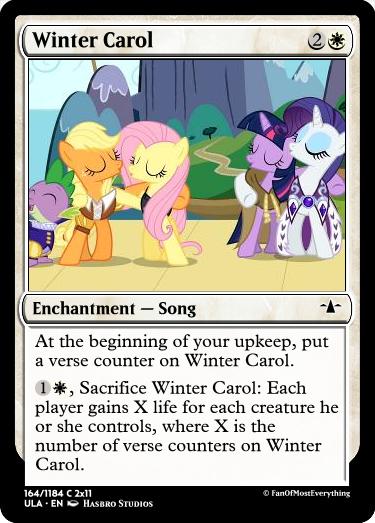 Winter Carol 2
Enchantment — Song
At the beginning of your upkeep, put
a verse counter on Winter Carol.
1, Sacrifice Winter Carol: Each
player gains X life for each creature he
or she controls, where X is the
number of verse counters on Winter
Carol.
164/1184 C 2x11
ULA • EN Hasbro Studios
© FanOfMostEverything